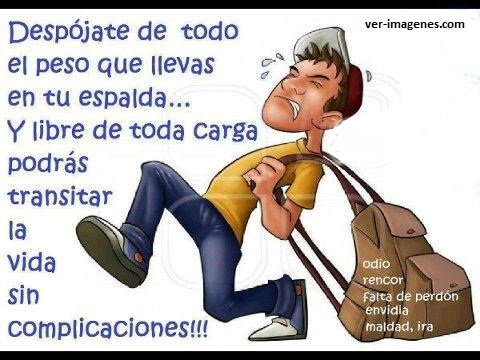 ver-imagenes.com
Despójate de todo
el peso que llevas
en tu espalda...
Y libre de toda carga
podrás
transitar
la
vida
sin
complicaciones!!!
odio
rencor
falta de perdón
envidia
maldad, ira